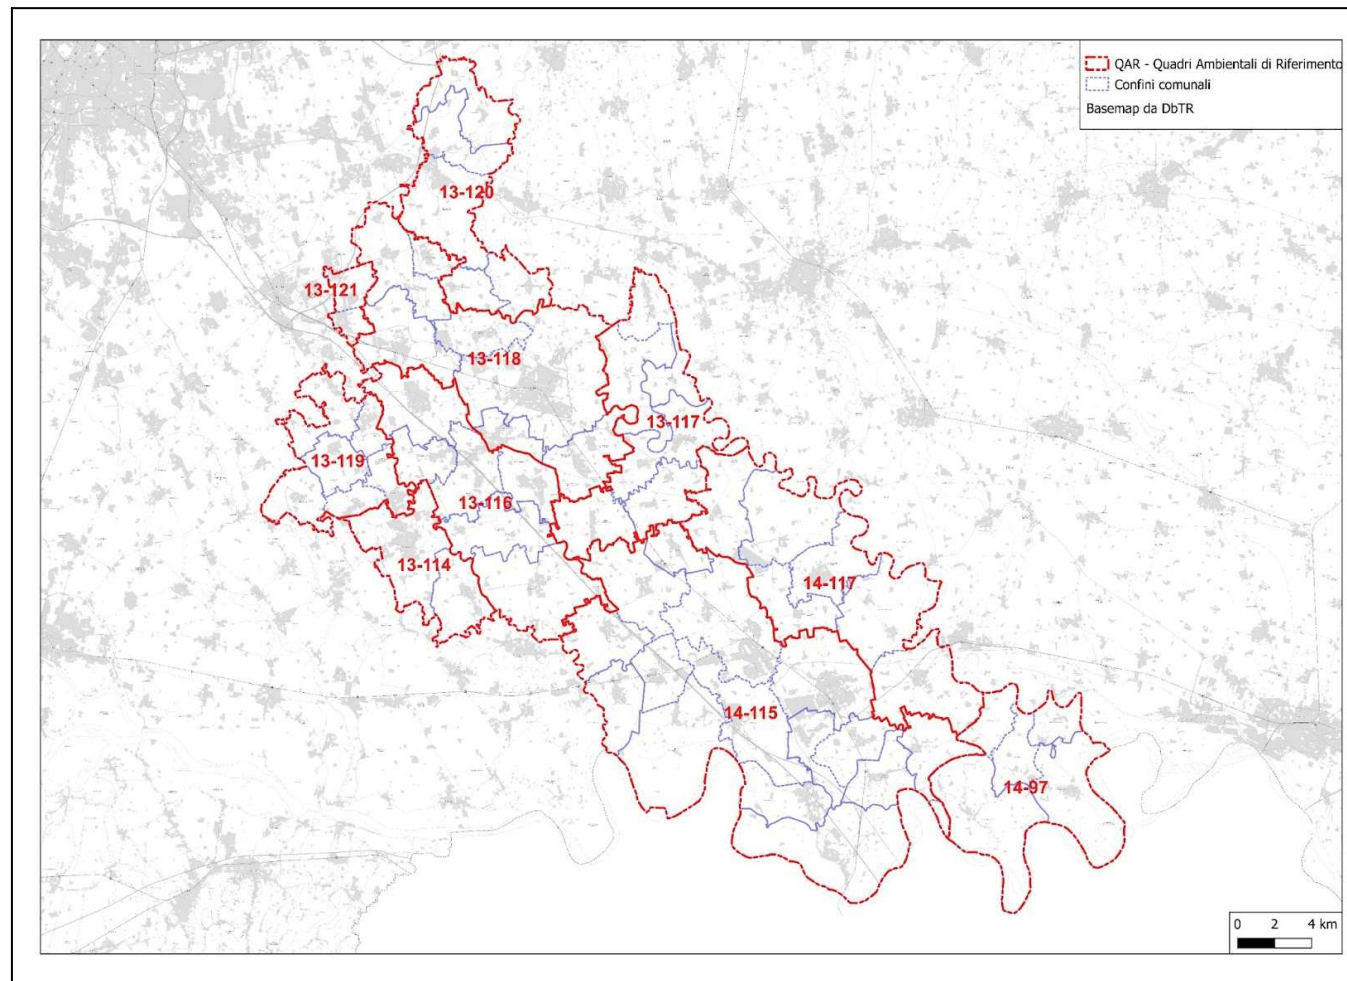 QAR - Quadri Ambientali di Riferimento
Confini comunali
Basemap da DbTR
13-120
13-121
13-118
13-117
13-119
13-116
13-114
14-117
14-115
14-97
0 2 4 km